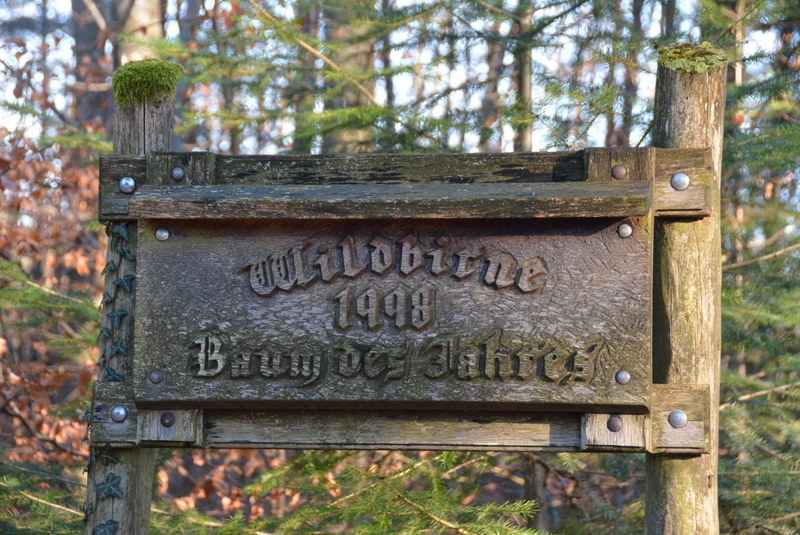 Wildbirne
1998
Baum des Jahres